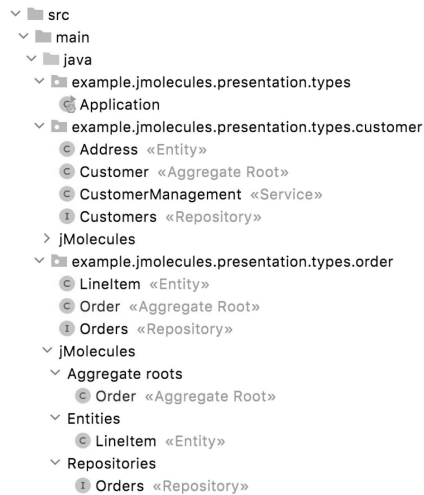 src
main
java
example.jmolecules.presentation.types
Application
example.jmolecules.presentation.types.customer
Address «Entity»
Customer «Aggregate Root»
CustomerManagement «Service»
Customers «Repository»
jMolecules
example.jmolecules.presentation.types.order
LineItem «Entity»
Order «Aggregate Root»
Orders «Repository»
jMolecules
Aggregate roots
Order «Aggregate Root»
Entities
LineItem «Entity»
Repositories
Orders «Repository»